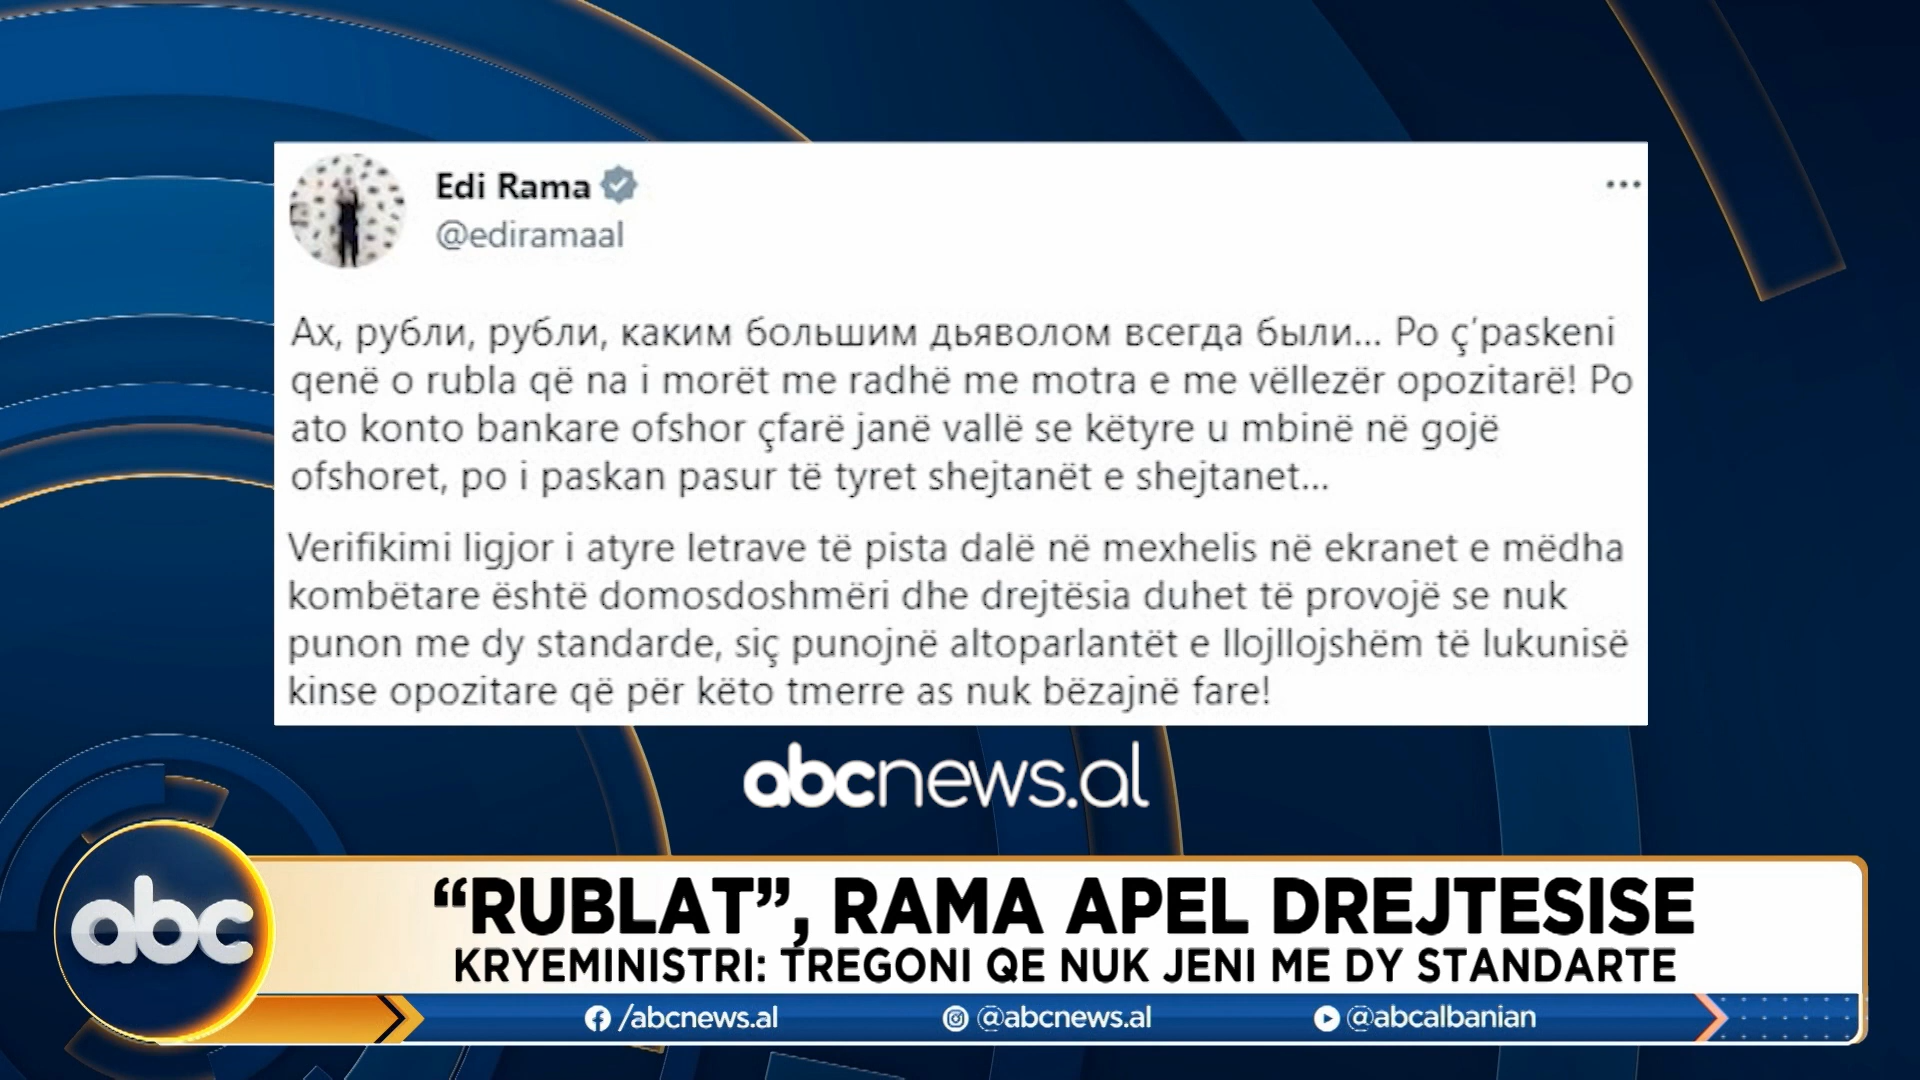 Edi Rama
@ediramaal
Ах, рубли, рубли, каким большим дьяволом всегда были... Po ç'paskeni
qenë o rubla që na i morët me radhë me motra e me vëllezër opozitarë! Po
ato konto bankare ofshor çfarë janë vallë se këtyre u mbinë në gojë
ofshoret, po i paskan pasur të tyret shejtanët e shejtanet...
Verifikimi ligjor i atyre letrave të pista dalë në mexhelis në ekranet e mëdha
kombëtare është domosdoshmëri dhe drejtësia duhet të provojë se nuk
punon me dy standarde, siç punojnë altoparlantët e llojllojshëm të lukunisë
kinse opozitare që për këto tmerre as nuk bëzajnë fare!
abcnews.al
abc
“RUBLAT”, RAMA APEL DREJTESISE
KRYEMINISTRI: TREGONI QE NUK JENI ME DY STANDARTE
/abcnews.al @abcnews.al @abcalbanian